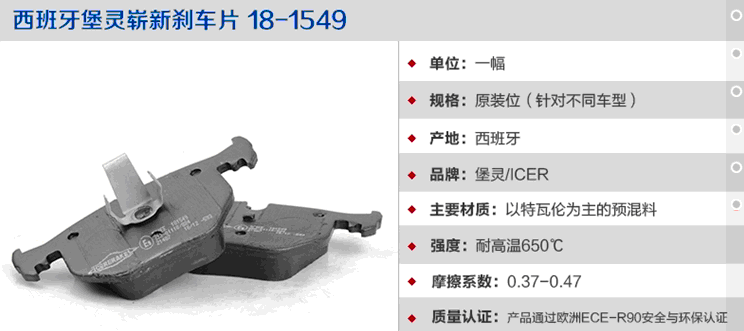 西班牙堡灵崭新刹车片 18-1549
单位：一幅
规格：原装位（针对不同车型）
产地：西班牙
品牌：堡灵/ICER
主要材质：以特瓦伦为主的预混料
强度：耐高温650℃
摩擦系数：0.37-0.47
质量认证：产品通过欧洲ECE-R90安全与环保认证